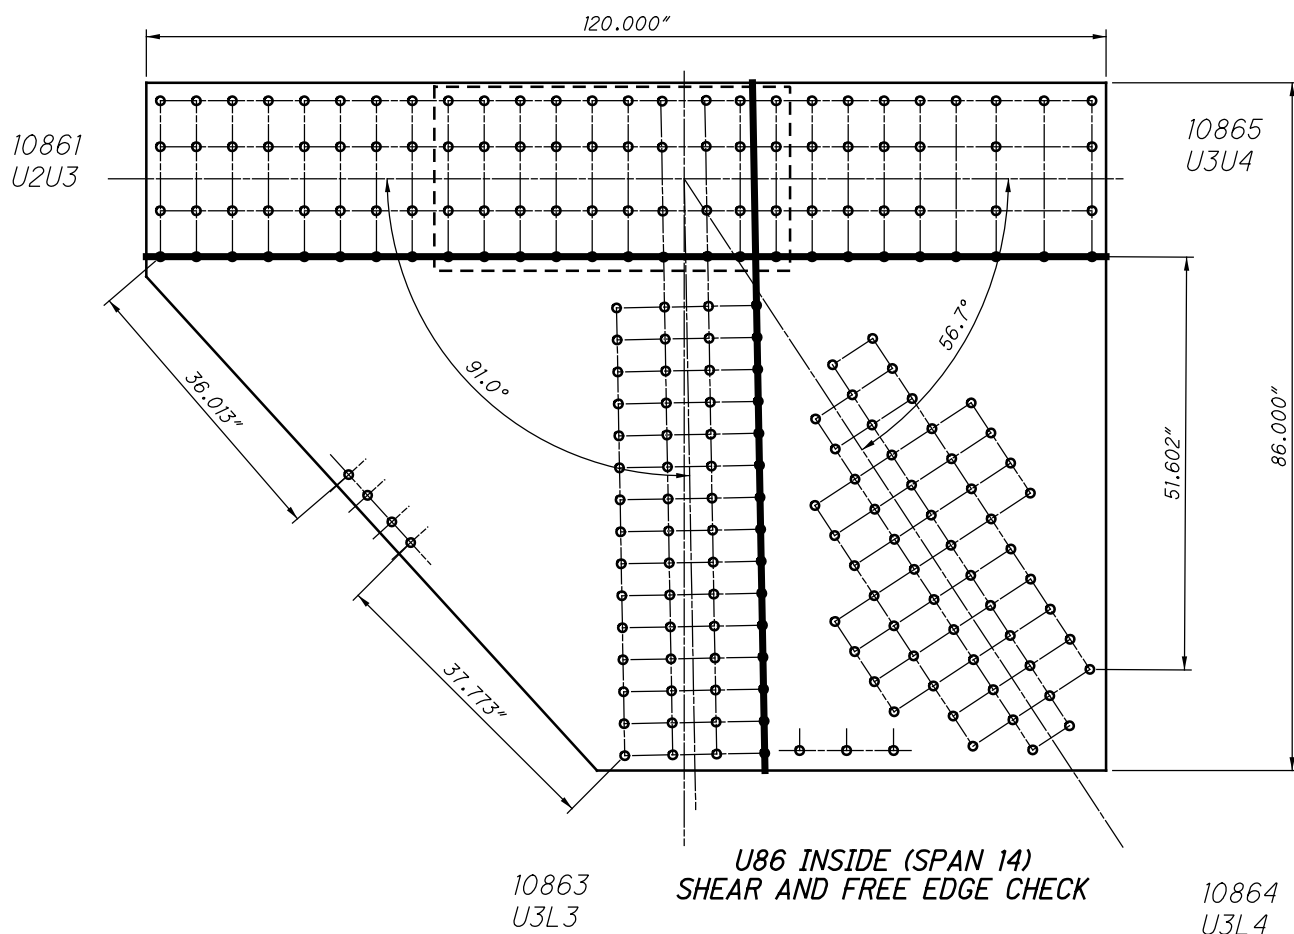 120.000"
10861
U2U3
10865
U3U4
36.013"
91.0°
56.7°
51.602"
86.000"
37.773"
U86 INSIDE (SPAN 14)
SHEAR AND FREE EDGE CHECK
10863
U3L3
10864
U3L4